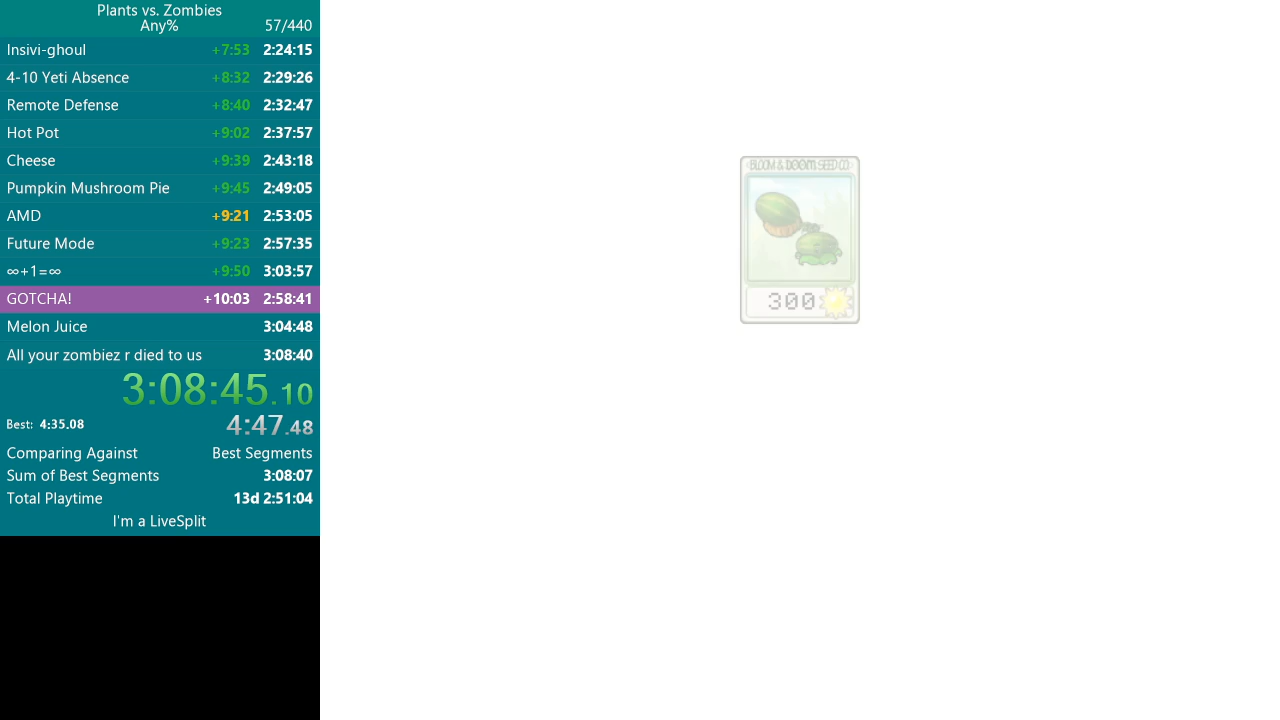 Plants vs. Zombies
Any% 57/440
Insivi-ghoul +7:53 2:24:15
4-10 Yeti Absence +8:32 2:29:26
Remote Defense +8:40 2:32:47
Hot Pot +9:02 2:37:57
Cheese +9:39 2:43:18
Pumpkin Mushroom Pie +9:45 2:49:05
AMD +9:21 2:53:05
Future Mode +9:23 2:57:35
∞+1=∞ +9:50 3:03:57
GOTCHA! +10:03 2:58:41
Melon Juice 3:04:48
All your zombiez r died to us 3:08:40
3:08:45.10
Best: 4:35.08 4:47.48
Comparing Against Best Segments
Sum of Best Segments 3:08:07
Total Playtime 13d 2:51:04
I'm a LiveSplit
BLOOM & DOOM SEED CO
300